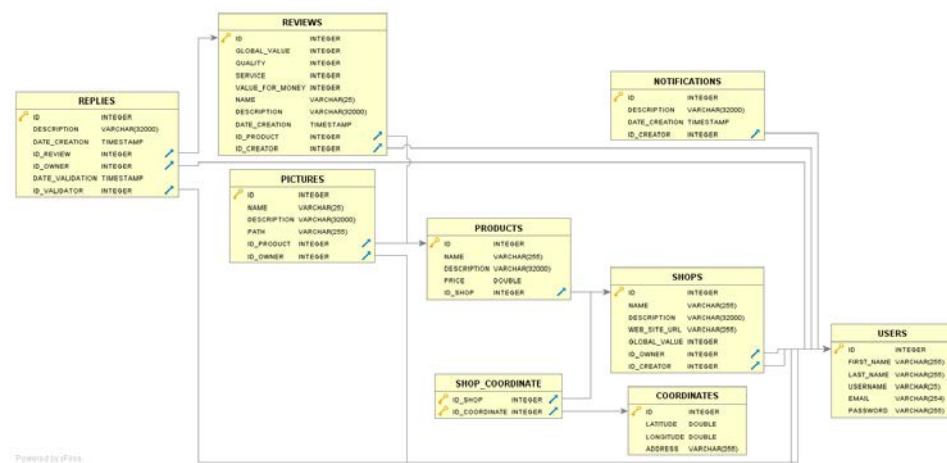 REVIEWS
ID INTEGER
GLOBAL_VALUE INTEGER
QUALITY INTEGER
SERVICE INTEGER
VALUE_FOR_MONEY INTEGER
NAME VARCHAR(25)
DESCRIPTION VARCHAR(32000)
DATE_CREATION TIMESTAMP
ID_PRODUCT INTEGER
ID_CREATOR INTEGER
NOTIFICATIONS
ID INTEGER
DESCRIPTION VARCHAR(32000)
DATE_CREATION TIMESTAMP
ID_CREATOR INTEGER
REPLIES
ID INTEGER
DESCRIPTION VARCHAR(32000)
DATE_CREATION TIMESTAMP
ID_REVIEW INTEGER
ID_OWNER INTEGER
DATE_VALIDATION TIMESTAMP
ID_VALIDATOR INTEGER
PICTURES
ID INTEGER
NAME VARCHAR(25)
DESCRIPTION VARCHAR(32000)
PATH VARCHAR(255)
ID_PRODUCT INTEGER
ID_OWNER INTEGER
PRODUCTS
ID INTEGER
NAME VARCHAR(255)
DESCRIPTION VARCHAR(32000)
PRICE DOUBLE
ID_SHOP INTEGER
SHOPS
ID INTEGER
NAME VARCHAR(255)
DESCRIPTION VARCHAR(32000)
WEB_SITE_URL VARCHAR(255)
GLOBAL_VALUE INTEGER
ID_OWNER INTEGER
ID_CREATOR INTEGER
USERS
ID INTEGER
FIRST_NAME VARCHAR(255)
LAST_NAME VARCHAR(255)
USERNAME VARCHAR(25)
EMAIL VARCHAR(254)
PASSWORD VARCHAR(255)
SHOP_COORDINATE
ID_SHOP INTEGER
ID_COORDINATE INTEGER
COORDINATES
ID INTEGER
LATITUDE DOUBLE
LONGITUDE DOUBLE
ADDRESS VARCHAR(255)
Powered by yFiles